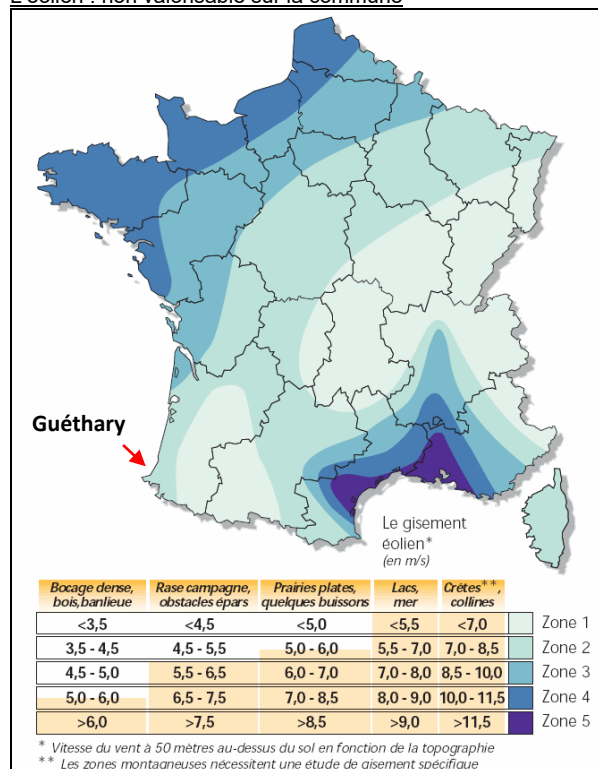 L'éolien : non valorisable sur la commune
Guéthary
Le gisement
éolien*
(en m/s)
Bocage dense, bois,banlieue
Rase campagne, obstacles épars
Prairies plates, quelques buissons
Lacs, mer
Crêtes**, collines
<3,5 <4,5 <5,0 <5,5 <7,0 Zone 1
3,5 - 4,5 4,5 - 5,5 5,0 - 6,0 5,5 - 7,0 7,0 - 8,5 Zone 2
4,5 - 5,0 5,5 - 6,5 6,0 - 7,0 7,0 - 8,0 8,5 - 10,0 Zone 3
5,0 - 6,0 6,5 - 7,5 7,0 - 8,5 8,0 - 9,0 10,0 - 11,5 Zone 4
>6,0 >7,5 >8,5 >9,0 >11,5 Zone 5
* Vitesse du vent à 50 mètres au-dessus du sol en fonction de la topographie
** Les zones montagneuses nécessitent une étude de gisement spécifique